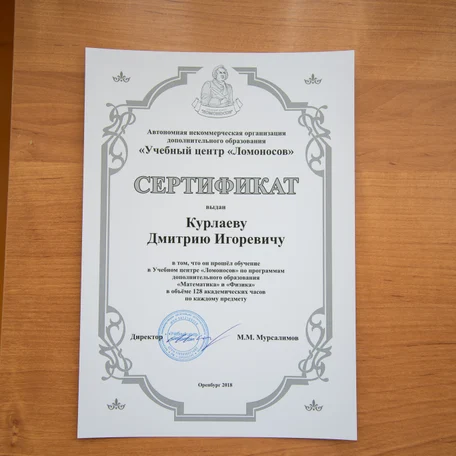 Автономная некоммерческая организация
дополнительного образования
«Учебный центр «Ломоносов»
СЕРТИФИКАТ
выдан
Курлаеву
Дмитрию Игоревичу
в том, что он прошёл обучение
в Учебном центре «Ломоносов» по программам
дополнительного образования
«Математика» и «Физика»
в объёме 128 академических часов
по каждому предмету
Директор М.М. Мурсалимов
Оренбург 2018